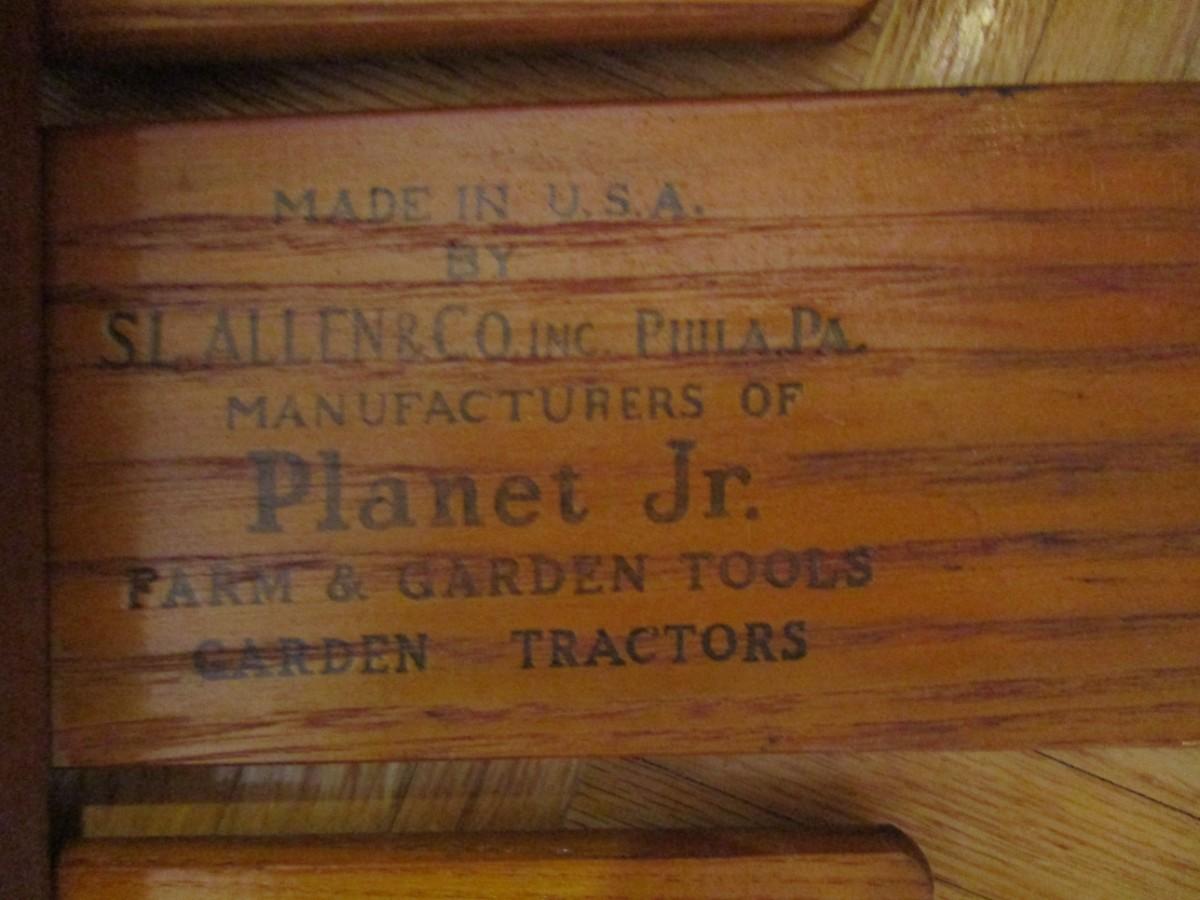 MADE IN U.S.A.
BY
S.L. ALLEN & CO. INC. PHILA. PA.
MANUFACTURERS OF
Planet Jr.
FARM & GARDEN TOOLS
GARDEN TRACTORS